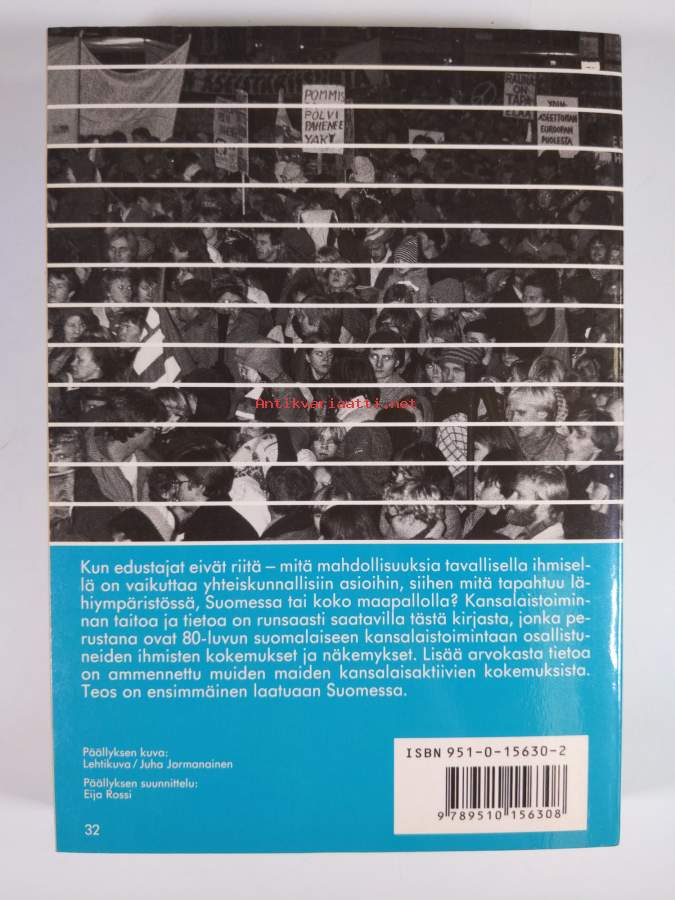 POMMIS
POLVI
PAHENEE
YAK!
RAUHA
ON
TAPA
ELÄÄ
YDIN-
ASEETTOMAN
EUROOPAN
PUOLESTA
Antikvariaatti.net
Kun edustajat eivät riitä – mitä mahdollisuuksia tavallisella ihmisel-
lä on vaikuttaa yhteiskunnallisiin asioihin, siihen mitä tapahtuu lä-
hiympäristössä, Suomessa tai koko maapallolla? Kansalaistoimin-
nan taitoa ja tietoa on runsaasti saatavilla tästä kirjasta, jonka pe-
rustana ovat 80-luvun suomalaiseen kansalaistoimintaan osallistu-
neiden ihmisten kokemukset ja näkemykset. Lisää arvokasta tietoa
on ammennettu muiden maiden kansalaisaktiivien kokemuksista.
Teos on ensimmäinen laatuaan Suomessa.
Päällyksen kuva:
Lehtikuva/Juha Jormanainen
Päällyksen suunnittelu:
Eija Rossi
32
ISBN 951-0-15630-2
9 789510 156308